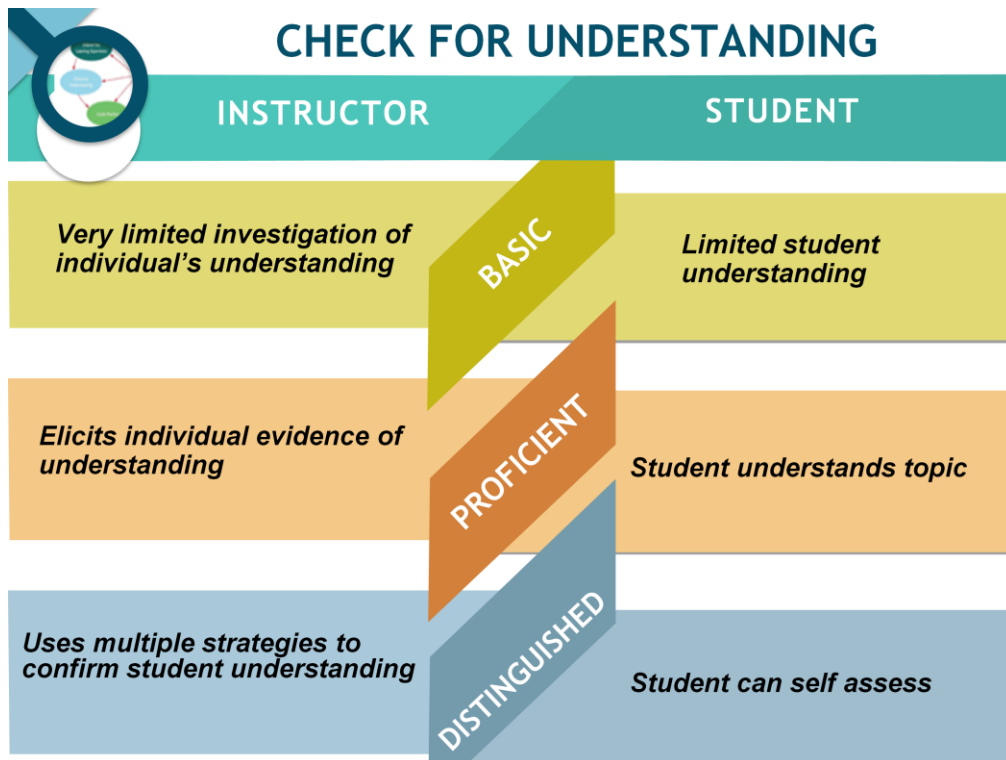 CHECK FOR UNDERSTANDING
INSTRUCTOR
STUDENT
Very limited investigation of
individual's understanding
BASIC
Limited student
understanding
Elicits individual evidence of
understanding
PROFICIENT
Student understands topic
Uses multiple strategies to
confirm student understanding
DISTINGUISHED
Student can self assess